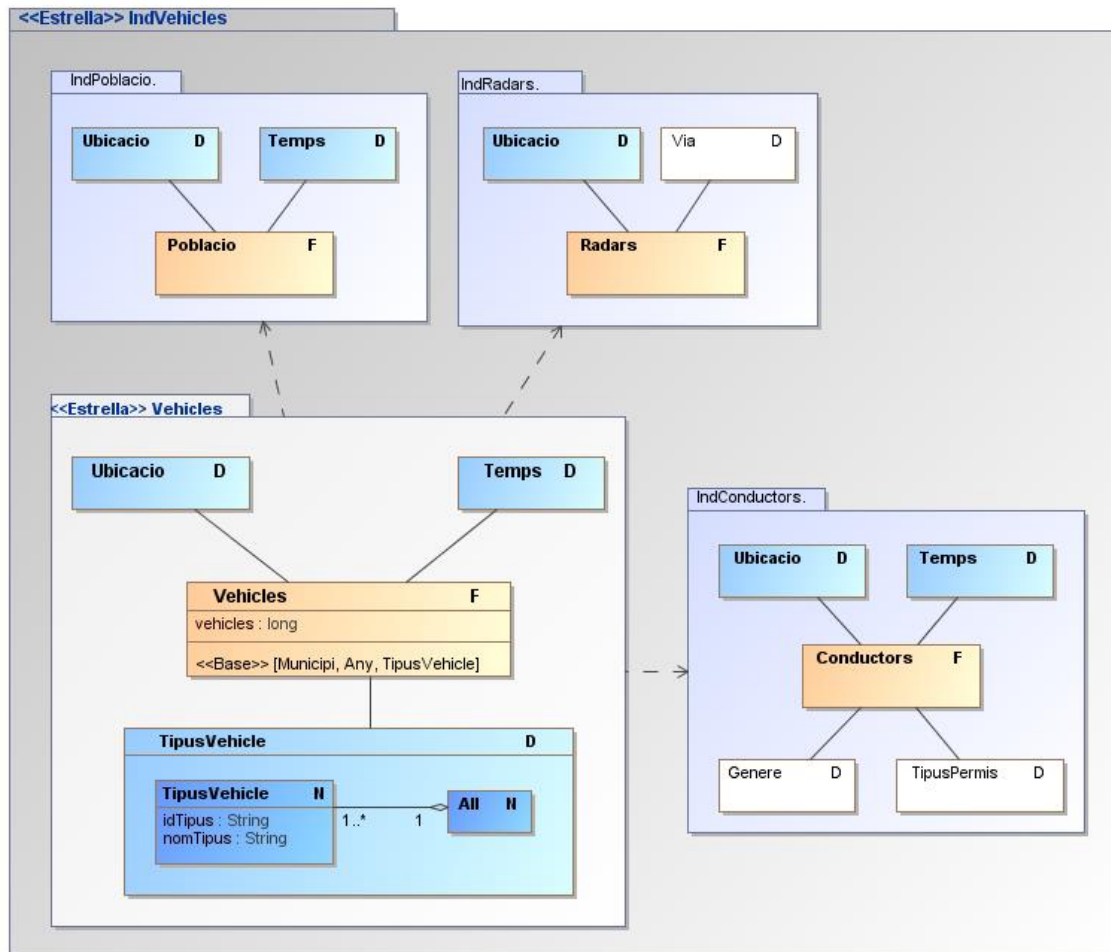 <<Estrella>> IndVehicles
IndPoblacio.
IndRadars.
Ubicacio D
Temps D
Ubicacio D
Via D
Poblacio F
Radars F
<<Estrella>> Vehicles
Ubicacio D
Temps D
Vehicles F
vehicles : long
<<Base>> [Municipi, Any, TipusVehicle]
TipusVehicle D
TipusVehicle N
idTipus : String
nomTipus : String
1..*
1
All N
IndConductors.
Ubicacio D
Temps D
Conductors F
Genere D
TipusPermis D